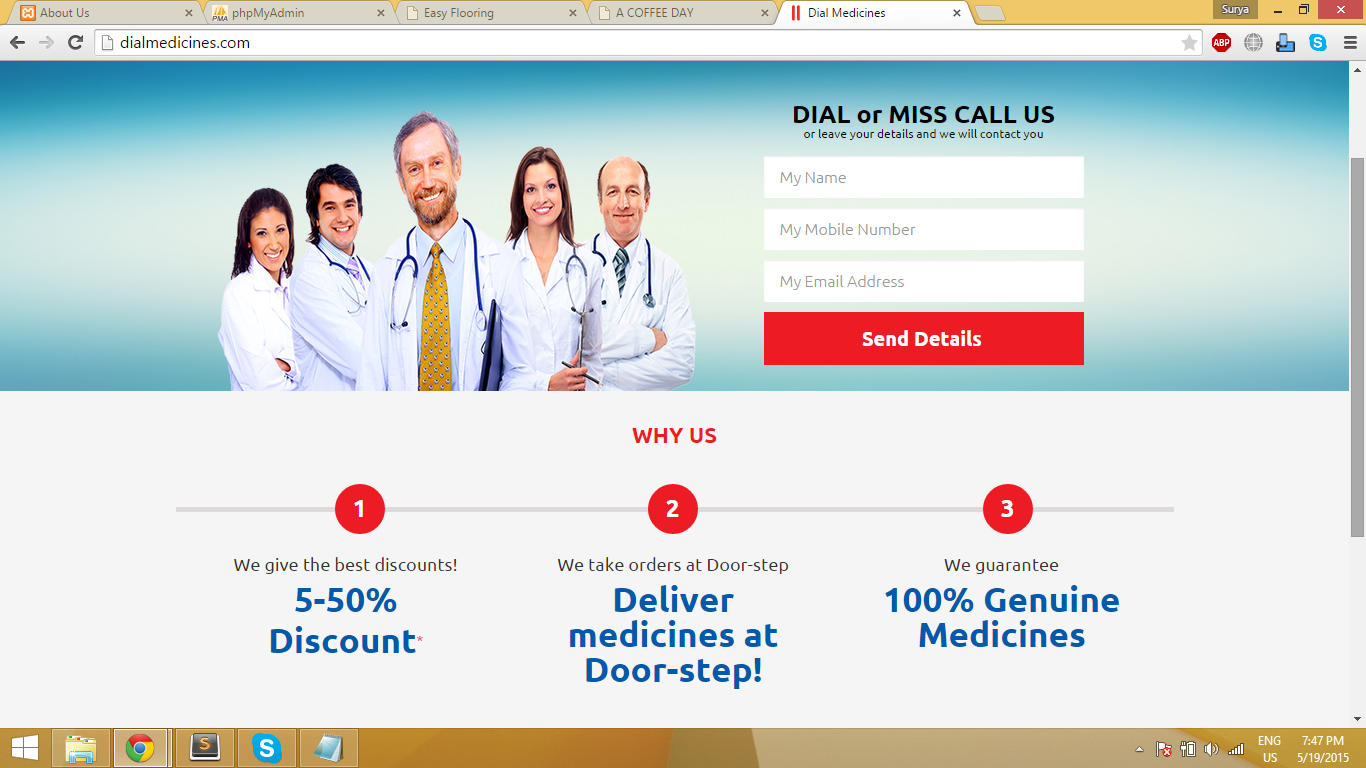 About Us
phpMyAdmin
Easy Flooring
A COFFEE DAY
Dial Medicines
Surya
dialmedicines.com
ABP
DIAL or MISS CALL US
or leave your details and we will contact you
My Name
My Mobile Number
My Email Address
Send Details
WHY US
1
2
3
We give the best discounts!
5-50%
Discount*
We take orders at Door-step
Deliver
medicines at
Door-step!
We guarantee
100% Genuine
Medicines
ENG
US
7:47 PM
5/19/2015